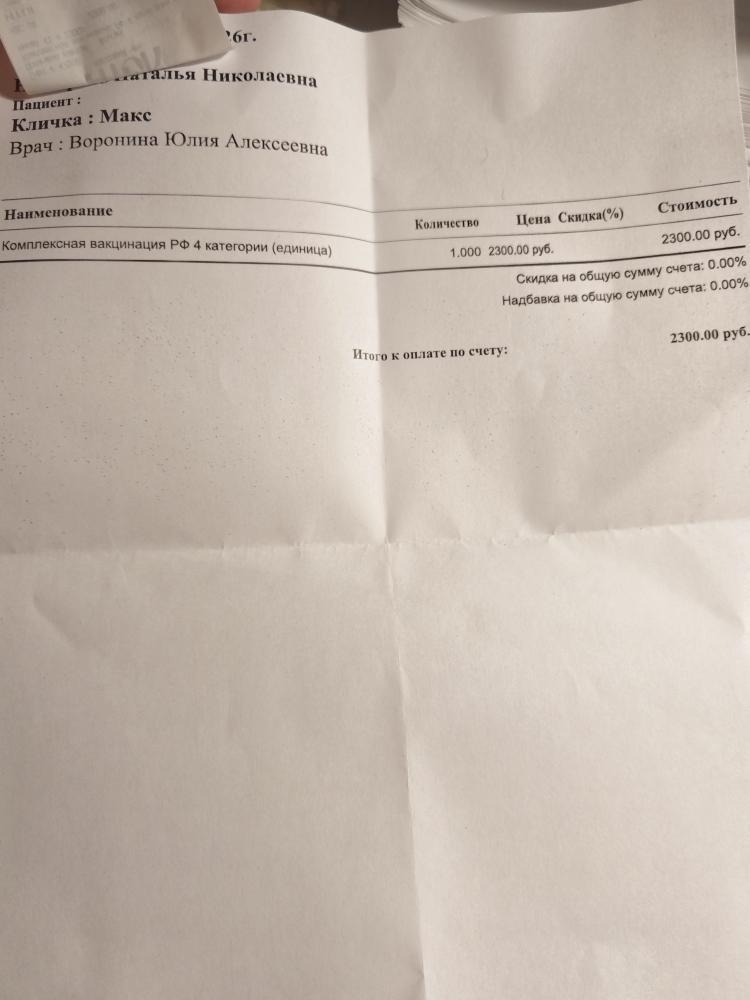 26г.
Наталья Николаевна
Пациент :
Кличка : Макс
Врач : Воронина Юлия Алексеевна
Наименование Количество Цена Скидка(%) Стоимость
Комплексная вакцинация РФ 4 категории (единица) 1.000 2300.00 руб. 2300.00 руб.
Скидка на общую сумму счета: 0.00%
Надбавка на общую сумму счета: 0.00%
Итого к оплате по счету: 2300.00 руб.